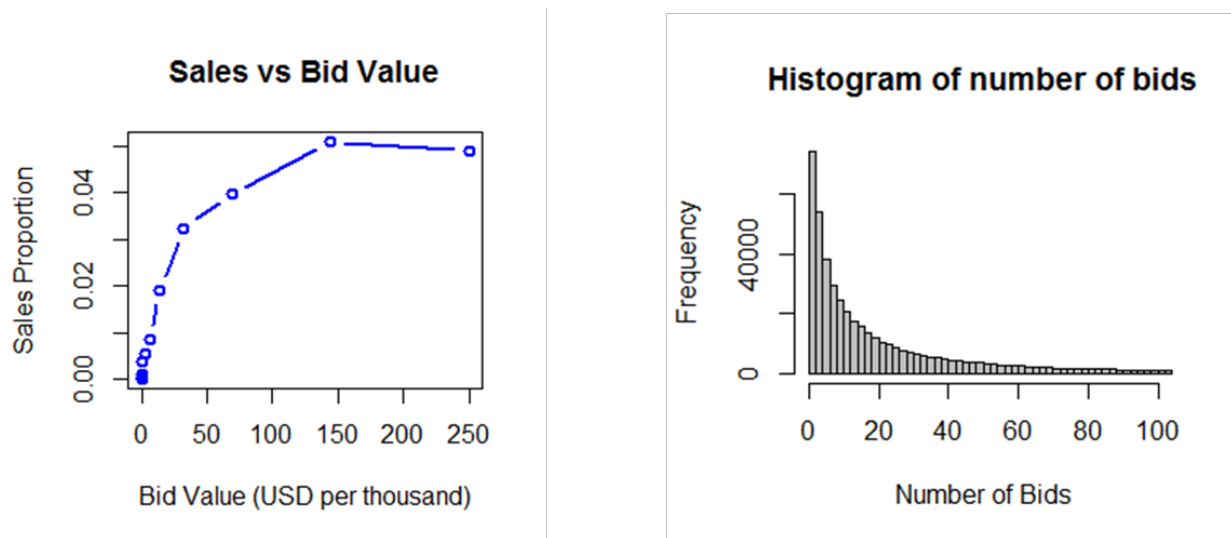 Sales vs Bid Value
Sales Proportion
0.04
0.02
0.00
0 50 100 150 200 250
Bid Value (USD per thousand)
Histogram of number of bids
Frequency
40000
0
0 20 40 60 80 100
Number of Bids